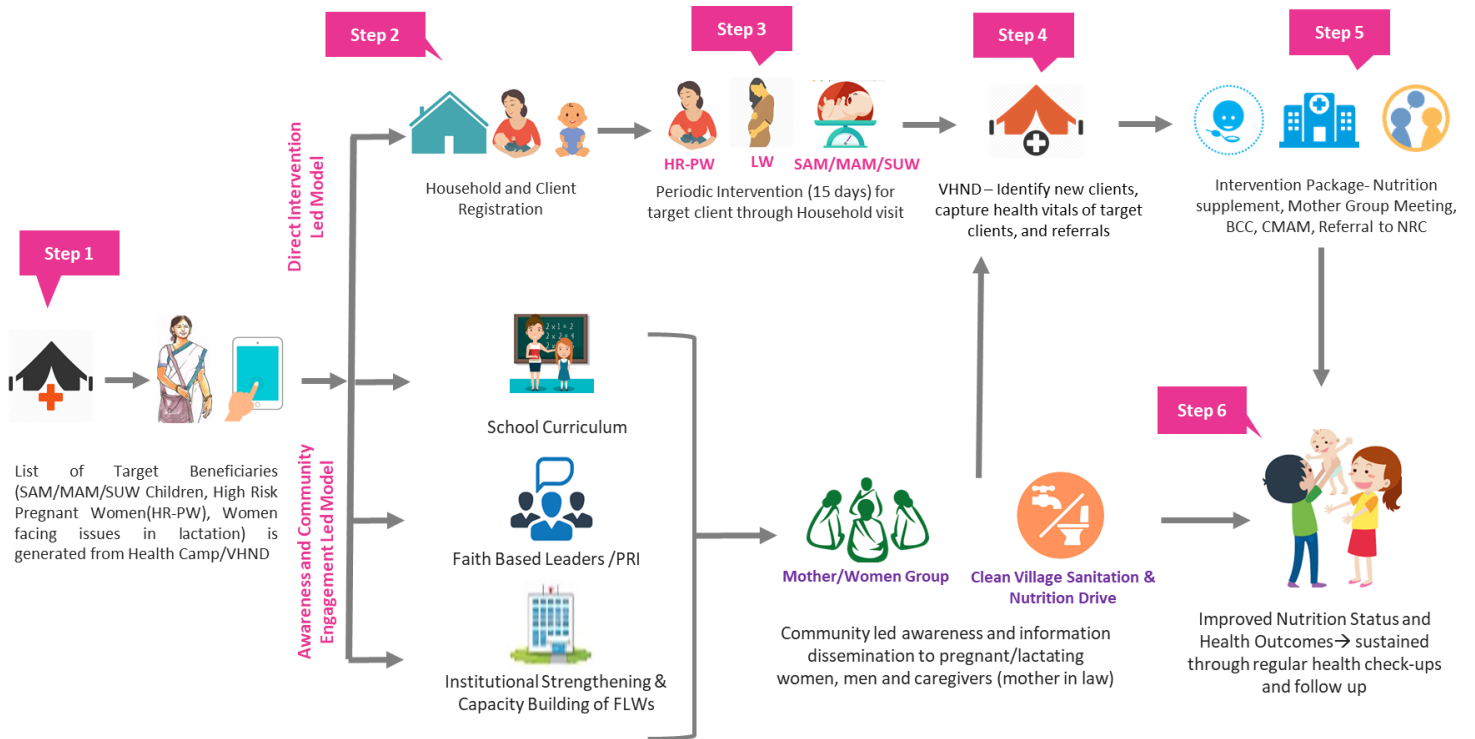 Step 1
List of Target Beneficiaries
(SAM/MAM/SUW Children, High Risk
Pregnant Women(HR-PW), Women
facing issues in lactation) is
generated from Health Camp/VHND
Direct Intervention
Led Model
Awareness and Community
Engagement Led Model
Step 2
Household and Client
Registration
Step 3
HR-PW
LW
SAM/MAM/SUW
Periodic Intervention (15 days) for
target client through Household visit
Step 4
VHND – Identify new clients,
capture health vitals of target
clients, and referrals
Step 5
Intervention Package- Nutrition
supplement, Mother Group Meeting,
BCC, CMAM, Referral to NRC
2 x 1 = 2
2 x 2 = 4
School Curriculum
Faith Based Leaders /PRI
Institutional Strengthening &
Capacity Building of FLWs
Mother/Women Group
Clean Village Sanitation &
Nutrition Drive
Community led awareness and information
dissemination to pregnant/lactating
women, men and caregivers (mother in law)
Step 6
Improved Nutrition Status and
Health Outcomes→ sustained
through regular health check-ups
and follow up